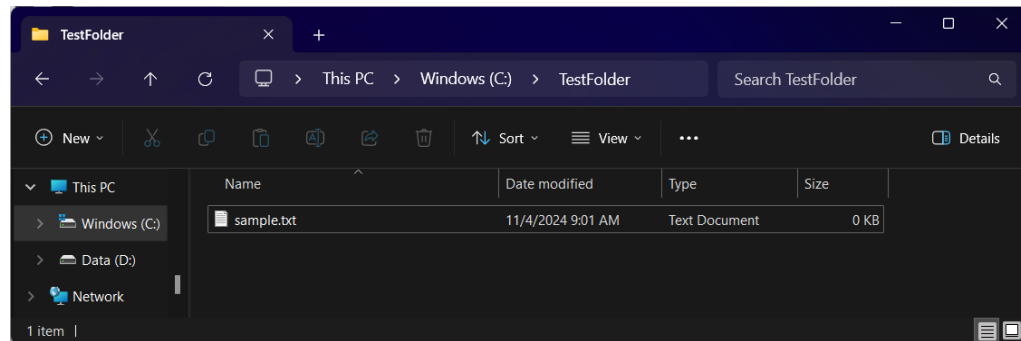 TestFolder
This PC > Windows (C:) > TestFolder Search TestFolder
New Sort View ... Details
This PC Name Date modified Type Size
Windows (C:) sample.txt 11/4/2024 9:01 AM Text Document 0 KB
Data (D:)
Network
1 item